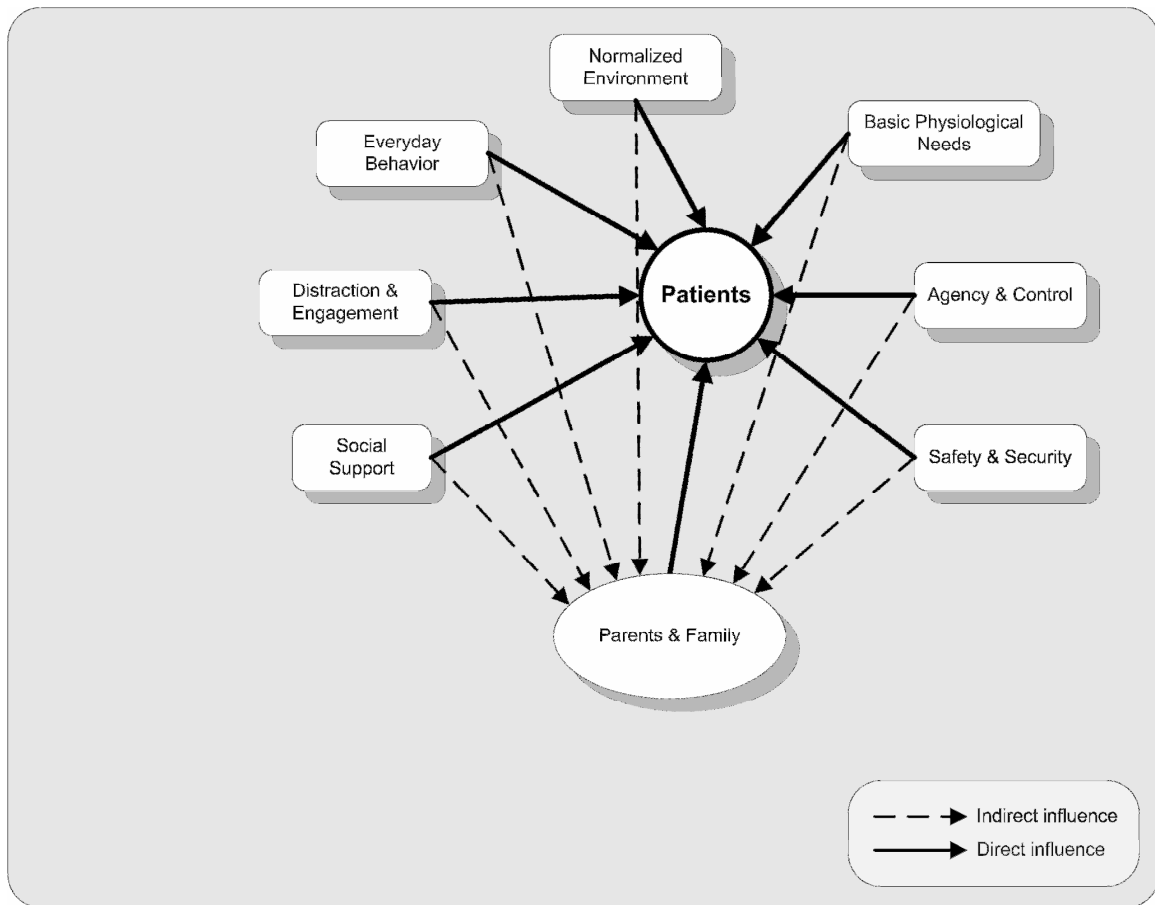 Normalized
Environment
Basic Physiological
Needs
Everyday
Behavior
Distraction &
Engagement
Patients
Agency & Control
Social
Support
Safety & Security
Parents & Family
Indirect influence
Direct influence